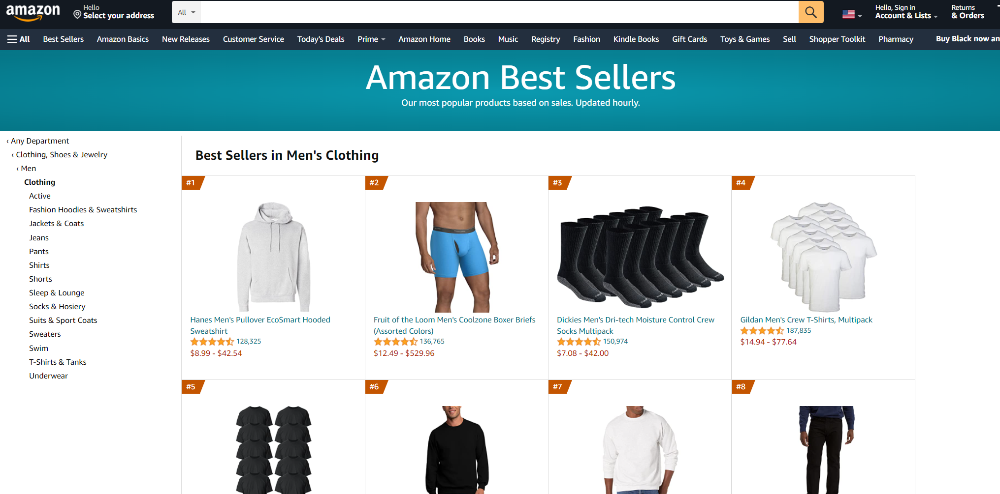 amazon
Hello
Select your address
All
Hello, Sign in
Account & Lists
Returns
& Orders
All
Best Sellers
Amazon Basics
New Releases
Customer Service
Today's Deals
Prime
Amazon Home
Books
Music
Registry
Fashion
Kindle Books
Gift Cards
Toys & Games
Sell
Shopper Toolkit
Pharmacy
Buy Black now an
Amazon Best Sellers
Our most popular products based on sales. Updated hourly.
‹ Any Department
‹ Clothing, Shoes & Jewelry
‹ Men
Clothing
Active
Fashion Hoodies & Sweatshirts
Jackets & Coats
Jeans
Pants
Shirts
Shorts
Sleep & Lounge
Socks & Hosiery
Suits & Sport Coats
Sweaters
Swim
T-Shirts & Tanks
Underwear
Best Sellers in Men's Clothing
#1
Hanes Men's Pullover EcoSmart Hooded
Sweatshirt
128,325
$8.99 - $42.54
#2
Fruit of the Loom Men's Coolzone Boxer Briefs
(Assorted Colors)
136,765
$12.49 - $529.96
#3
Dickies Men's Dri-tech Moisture Control Crew
Socks Multipack
150,974
$7.08 - $42.00
#4
Gildan Men's Crew T-Shirts, Multipack
187,835
$14.94 - $77.64
#5
#6
#7
#8